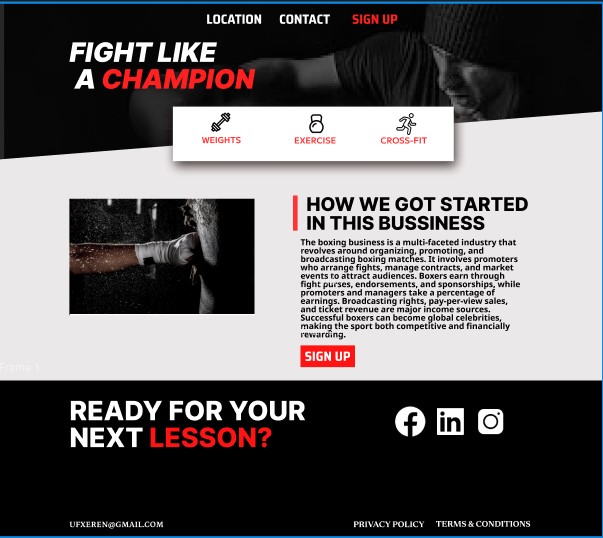 LOCATION CONTACT SIGN UP
FIGHT LIKE
A CHAMPION
WEIGHTS EXERCISE CROSS-FIT
HOW WE GOT STARTED
IN THIS BUSSINESS
The boxing business is a multi-faceted industry that
revolves around organizing, promoting, and
broadcasting boxing matches. It involves promoters
who arrange fights, manage contracts, and market
events to attract audiences. Boxers earn through
fight purses, endorsements, and sponsorships, while
promoters and managers take a percentage of
earnings. Broadcasting rights, pay-per-view sales,
and ticket revenue are major income sources.
Successful boxers can become global celebrities,
making the sport both competitive and financially
rewarding.
SIGN UP
Frame 1
READY FOR YOUR
NEXT LESSON?
UFXEREN@GMAIL.COM PRIVACY POLICY TERMS & CONDITIONS